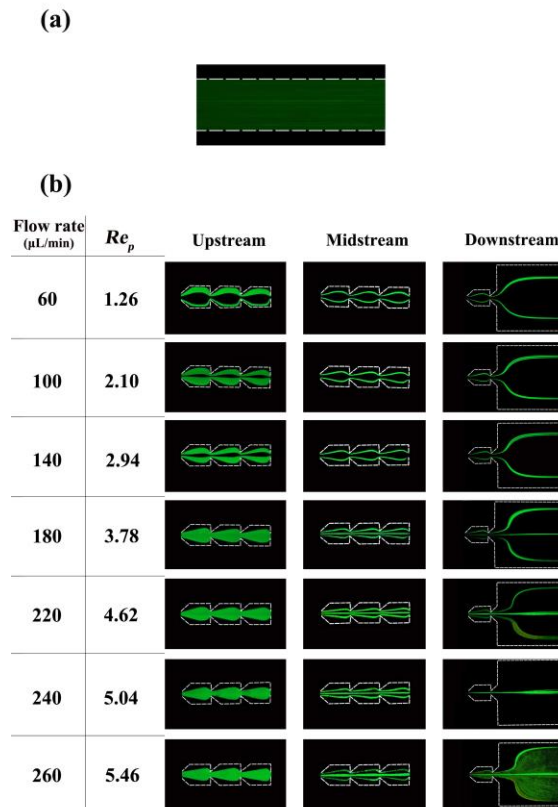 (a)
(b)
Flow rate
(μL/min)
Re_p
Upstream
Midstream
Downstream
60
1.26
100
2.10
140
2.94
180
3.78
220
4.62
240
5.04
260
5.46